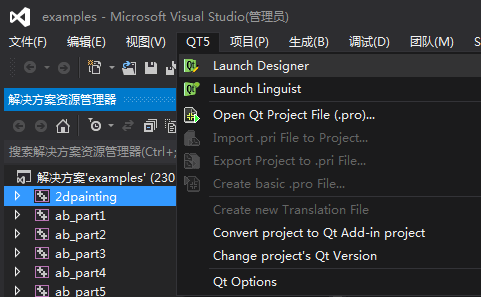 examples - Microsoft Visual Studio(管理员)
文件(F) 编辑(E) 视图(V) QT5 项目(P) 生成(B) 调试(D) 团队(M)
Launch Designer
Launch Linguist
Open Qt Project File (.pro)...
Import .pri File to Project...
Export Project to .pri File...
Create basic .pro File...
Create new Translation File
Convert project to Qt Add-in project
Change project's Qt Version
Qt Options
解决方案资源管理器
搜索解决方案资源管理器(Ctrl+;
解决方案'examples' (230
2dpainting
ab_part1
ab_part2
ab_part3
ab_part4
ab_part5